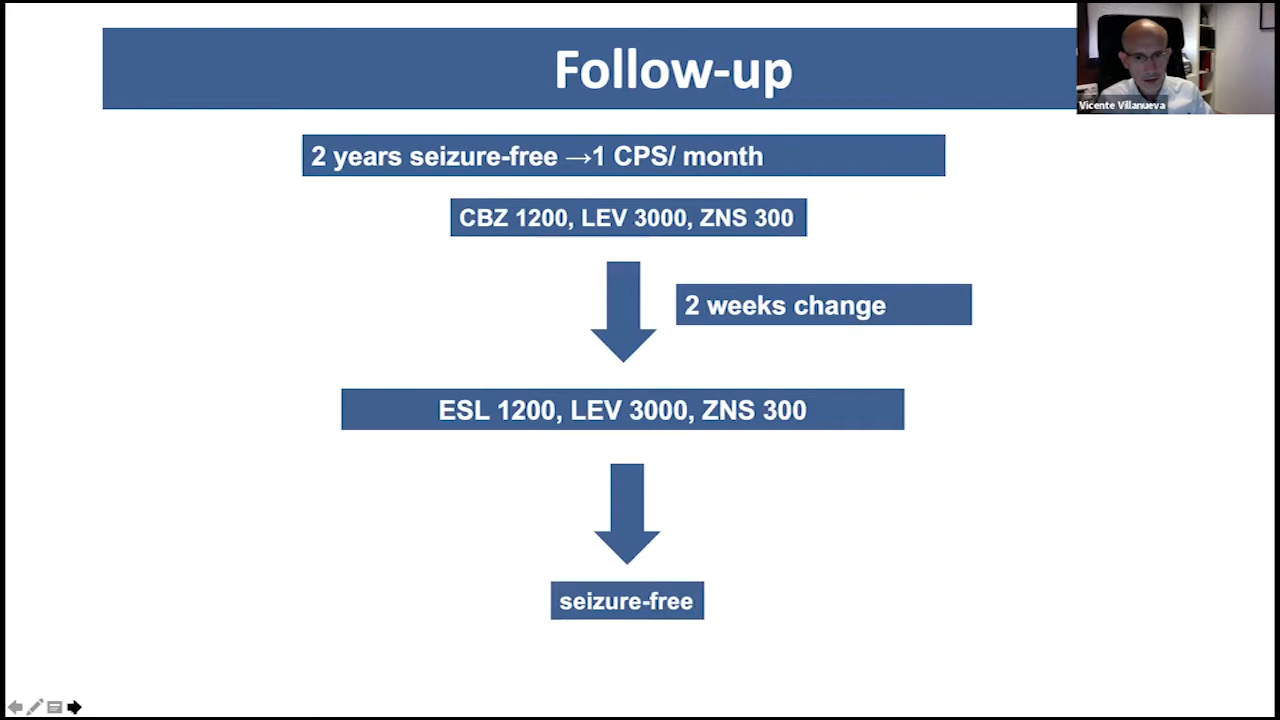 Follow-up
Vicente Villanueva
2 years seizure-free →1 CPS/ month
CBZ 1200, LEV 3000, ZNS 300
2 weeks change
ESL 1200, LEV 3000, ZNS 300
seizure-free